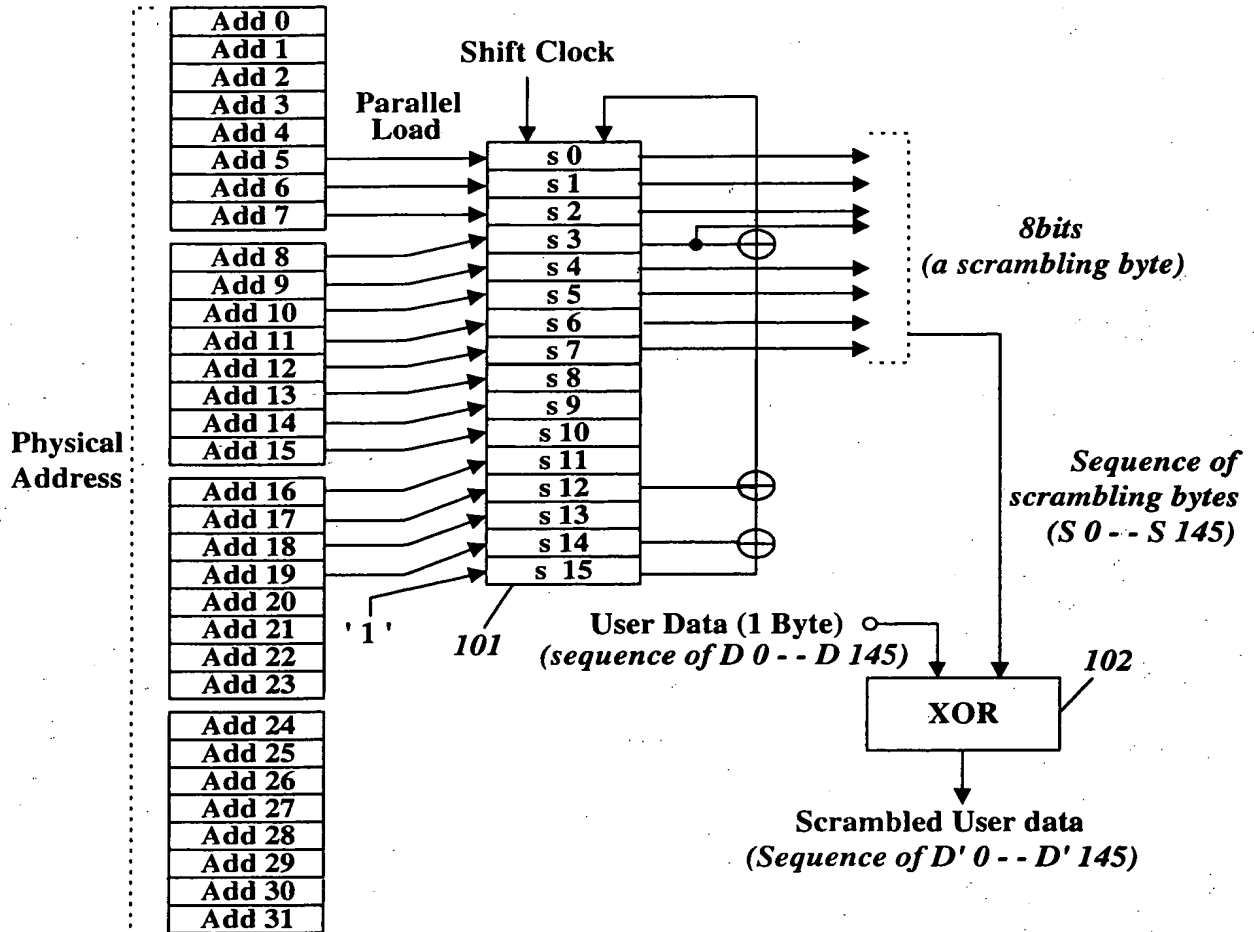 Add 0
Add 1
Add 2
Add 3
Add 4
Add 5
Add 6
Add 7
Add 8
Add 9
Add 10
Add 11
Add 12
Add 13
Add 14
Add 15
Add 16
Add 17
Add 18
Add 19
Add 20
Add 21
Add 22
Add 23
Add 24
Add 25
Add 26
Add 27
Add 28
Add 29
Add 30
Add 31
Physical
Address
Parallel
Load
Shift Clock
s 0
s 1
s 2
s 3
s 4
s 5
s 6
s 7
s 8
s 9
s 10
s 11
s 12
s 13
s 14
s 15
' 1 '
101
8bits
(a scrambling byte)
Sequence of
scrambling bytes
(S 0 - - S 145)
User Data (1 Byte)
(sequence of D 0 - - D 145)
102
XOR
Scrambled User data
(Sequence of D' 0 - - D' 145)